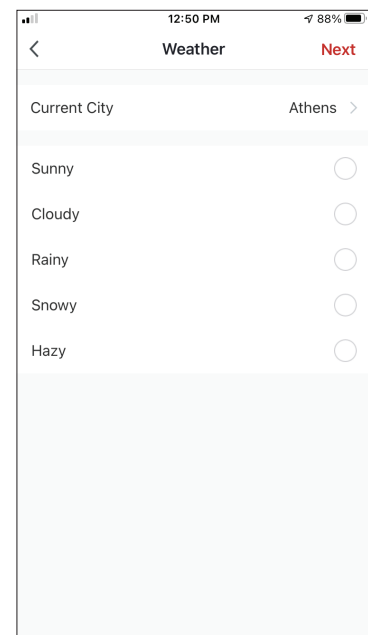 12:50 PM 88%
Weather Next
Current City Athens
Sunny
Cloudy
Rainy
Snowy
Hazy